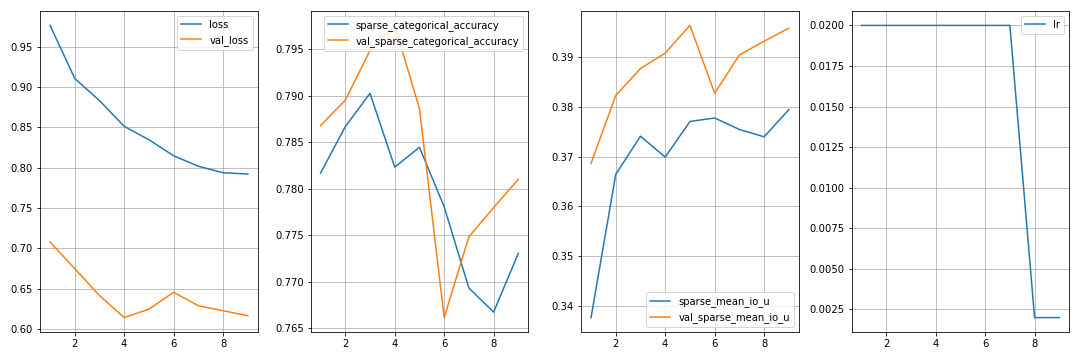 0.95
0.90
0.85
0.80
0.75
0.70
0.65
0.60
2 4 6 8
loss
val_loss
0.795
0.790
0.785
0.780
0.775
0.770
0.765
2 4 6 8
sparse_categorical_accuracy
val_sparse_categorical_accuracy
0.39
0.38
0.37
0.36
0.35
0.34
2 4 6 8
sparse_mean_io_u
val_sparse_mean_io_u
0.0200
0.0175
0.0150
0.0125
0.0100
0.0075
0.0050
0.0025
2 4 6 8
lr